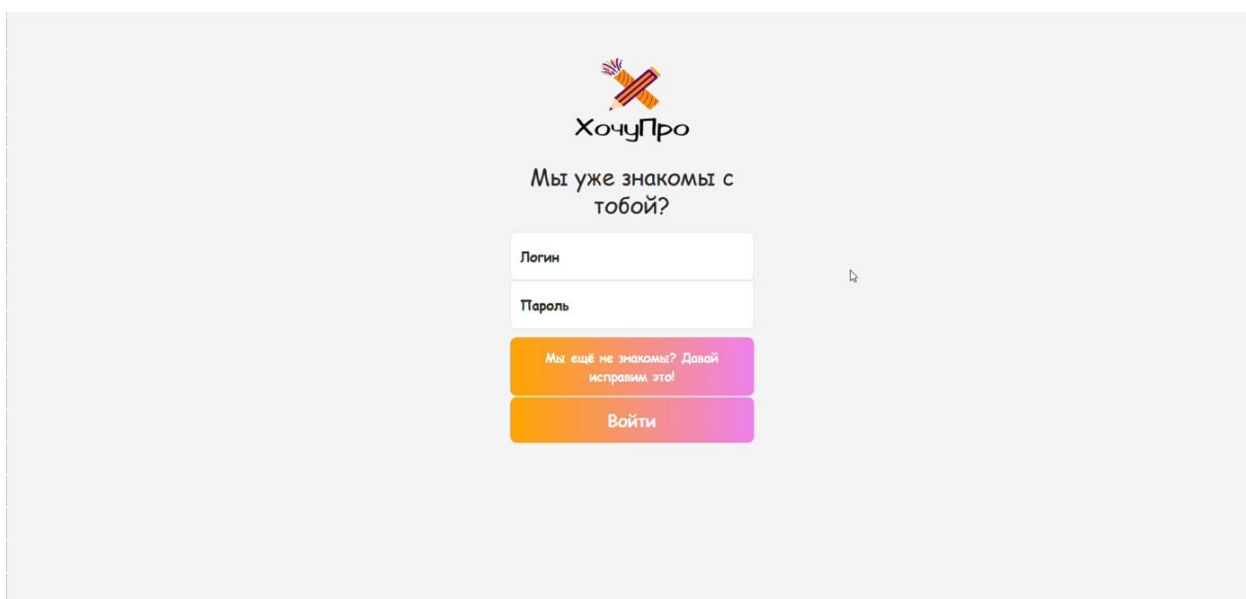 ХочуПро
Мы уже знакомы с
тобой?
Логин
Пароль
Мы ещё не знакомы? Давай
исправим это!
Войти